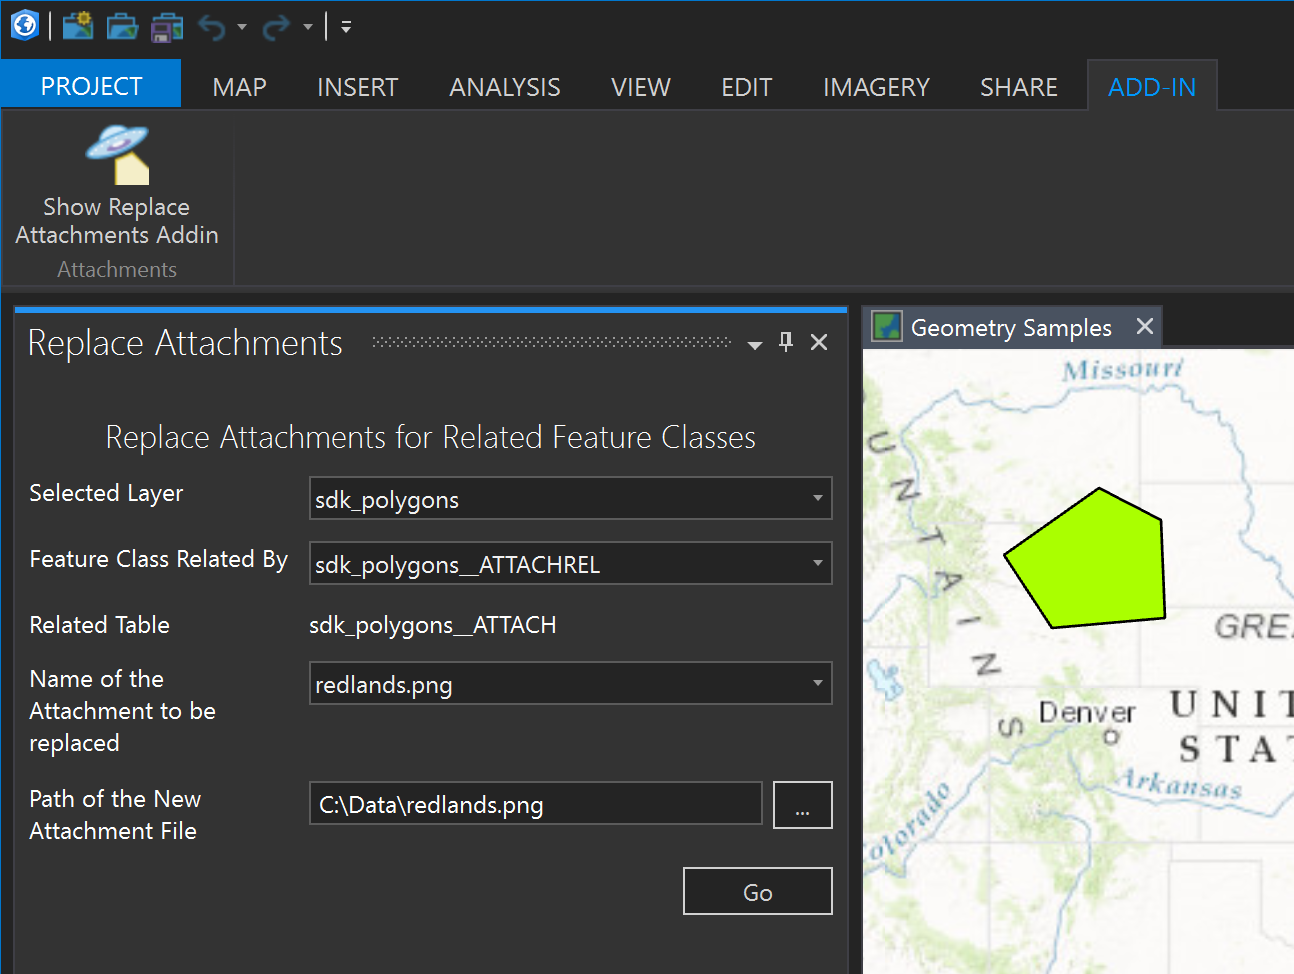 PROJECT MAP INSERT ANALYSIS VIEW EDIT IMAGERY SHARE ADD-IN
Show Replace
Attachments Addin
Attachments
Replace Attachments
Replace Attachments for Related Feature Classes
Selected Layer sdk_polygons
Feature Class Related By sdk_polygons__ATTACHREL
Related Table sdk_polygons__ATTACH
Name of the
Attachment to be
replaced
redlands.png
Path of the New
Attachment File
C:\Data\redlands.png ...
Go
Geometry Samples
Missouri
UNTAINS
GRE
Denver
UNIT
STAT
Arkansas
Colorado